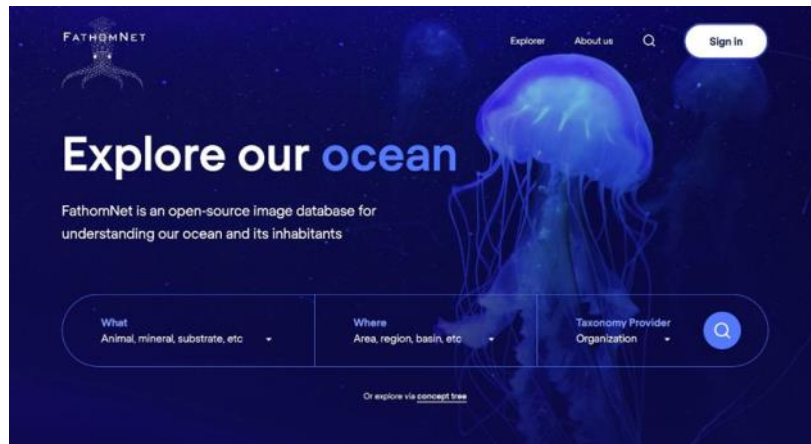 FATHOMNET
Explorer
About us
Sign in
Explore our ocean
FathomNet is an open-source image database for
understanding our ocean and its inhabitants
What
Animal, mineral, substrate, etc
Where
Area, region, basin, etc
Taxonomy Provider
Organization
Or explore via concept tree